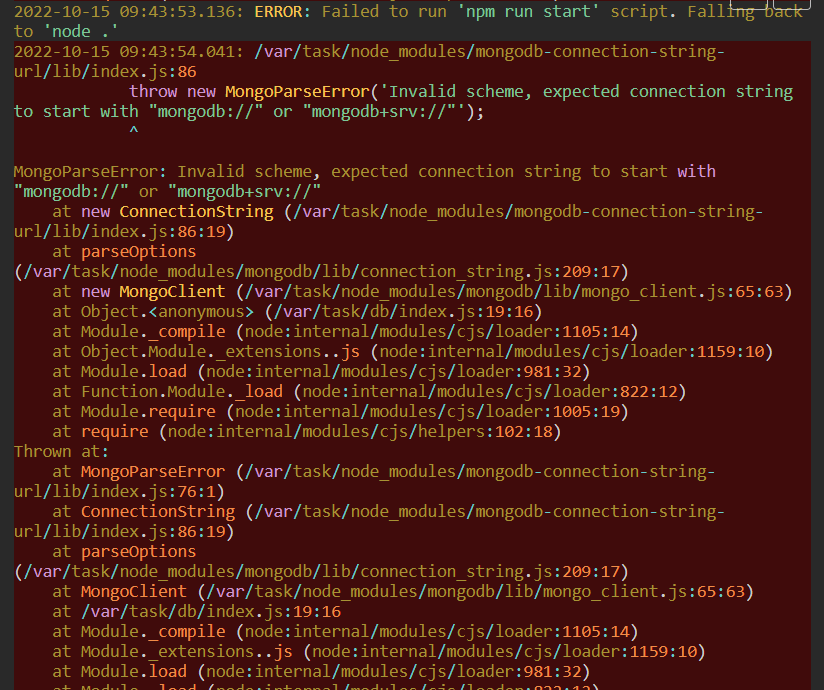 2022-10-15 09:43:53.136: ERROR: Failed to run 'npm run start' script. Falling back
to 'node .'
2022-10-15 09:43:54.041: /var/task/node_modules/mongodb-connection-string-
url/lib/index.js:86
throw new MongoParseError('Invalid scheme, expected connection string
to start with "mongodb://" or "mongodb+srv://"');
^
MongoParseError: Invalid scheme, expected connection string to start with
"mongodb://" or "mongodb+srv://"
at new ConnectionString (/var/task/node_modules/mongodb-connection-string-
url/lib/index.js:86:19)
at parseOptions
(/var/task/node_modules/mongodb/lib/connection_string.js:209:17)
at new MongoClient (/var/task/node_modules/mongodb/lib/mongo_client.js:65:63)
at Object.<anonymous> (/var/task/db/index.js:19:16)
at Module._compile (node:internal/modules/cjs/loader:1105:14)
at Object.Module._extensions..js (node:internal/modules/cjs/loader:1159:10)
at Module.load (node:internal/modules/cjs/loader:981:32)
at Function.Module._load (node:internal/modules/cjs/loader:822:12)
at Module.require (node:internal/modules/cjs/loader:1005:19)
at require (node:internal/modules/cjs/helpers:102:18)
Thrown at:
at MongoParseError (/var/task/node_modules/mongodb-connection-string-
url/lib/index.js:76:1)
at ConnectionString (/var/task/node_modules/mongodb-connection-string-
url/lib/index.js:86:19)
at parseOptions
(/var/task/node_modules/mongodb/lib/connection_string.js:209:17)
at MongoClient (/var/task/node_modules/mongodb/lib/mongo_client.js:65:63)
at /var/task/db/index.js:19:16
at Module._compile (node:internal/modules/cjs/loader:1105:14)
at Module._extensions..js (node:internal/modules/cjs/loader:1159:10)
at Module.load (node:internal/modules/cjs/loader:981:32)
at Module._load (node:internal/modules/cjs/loader:822:12)